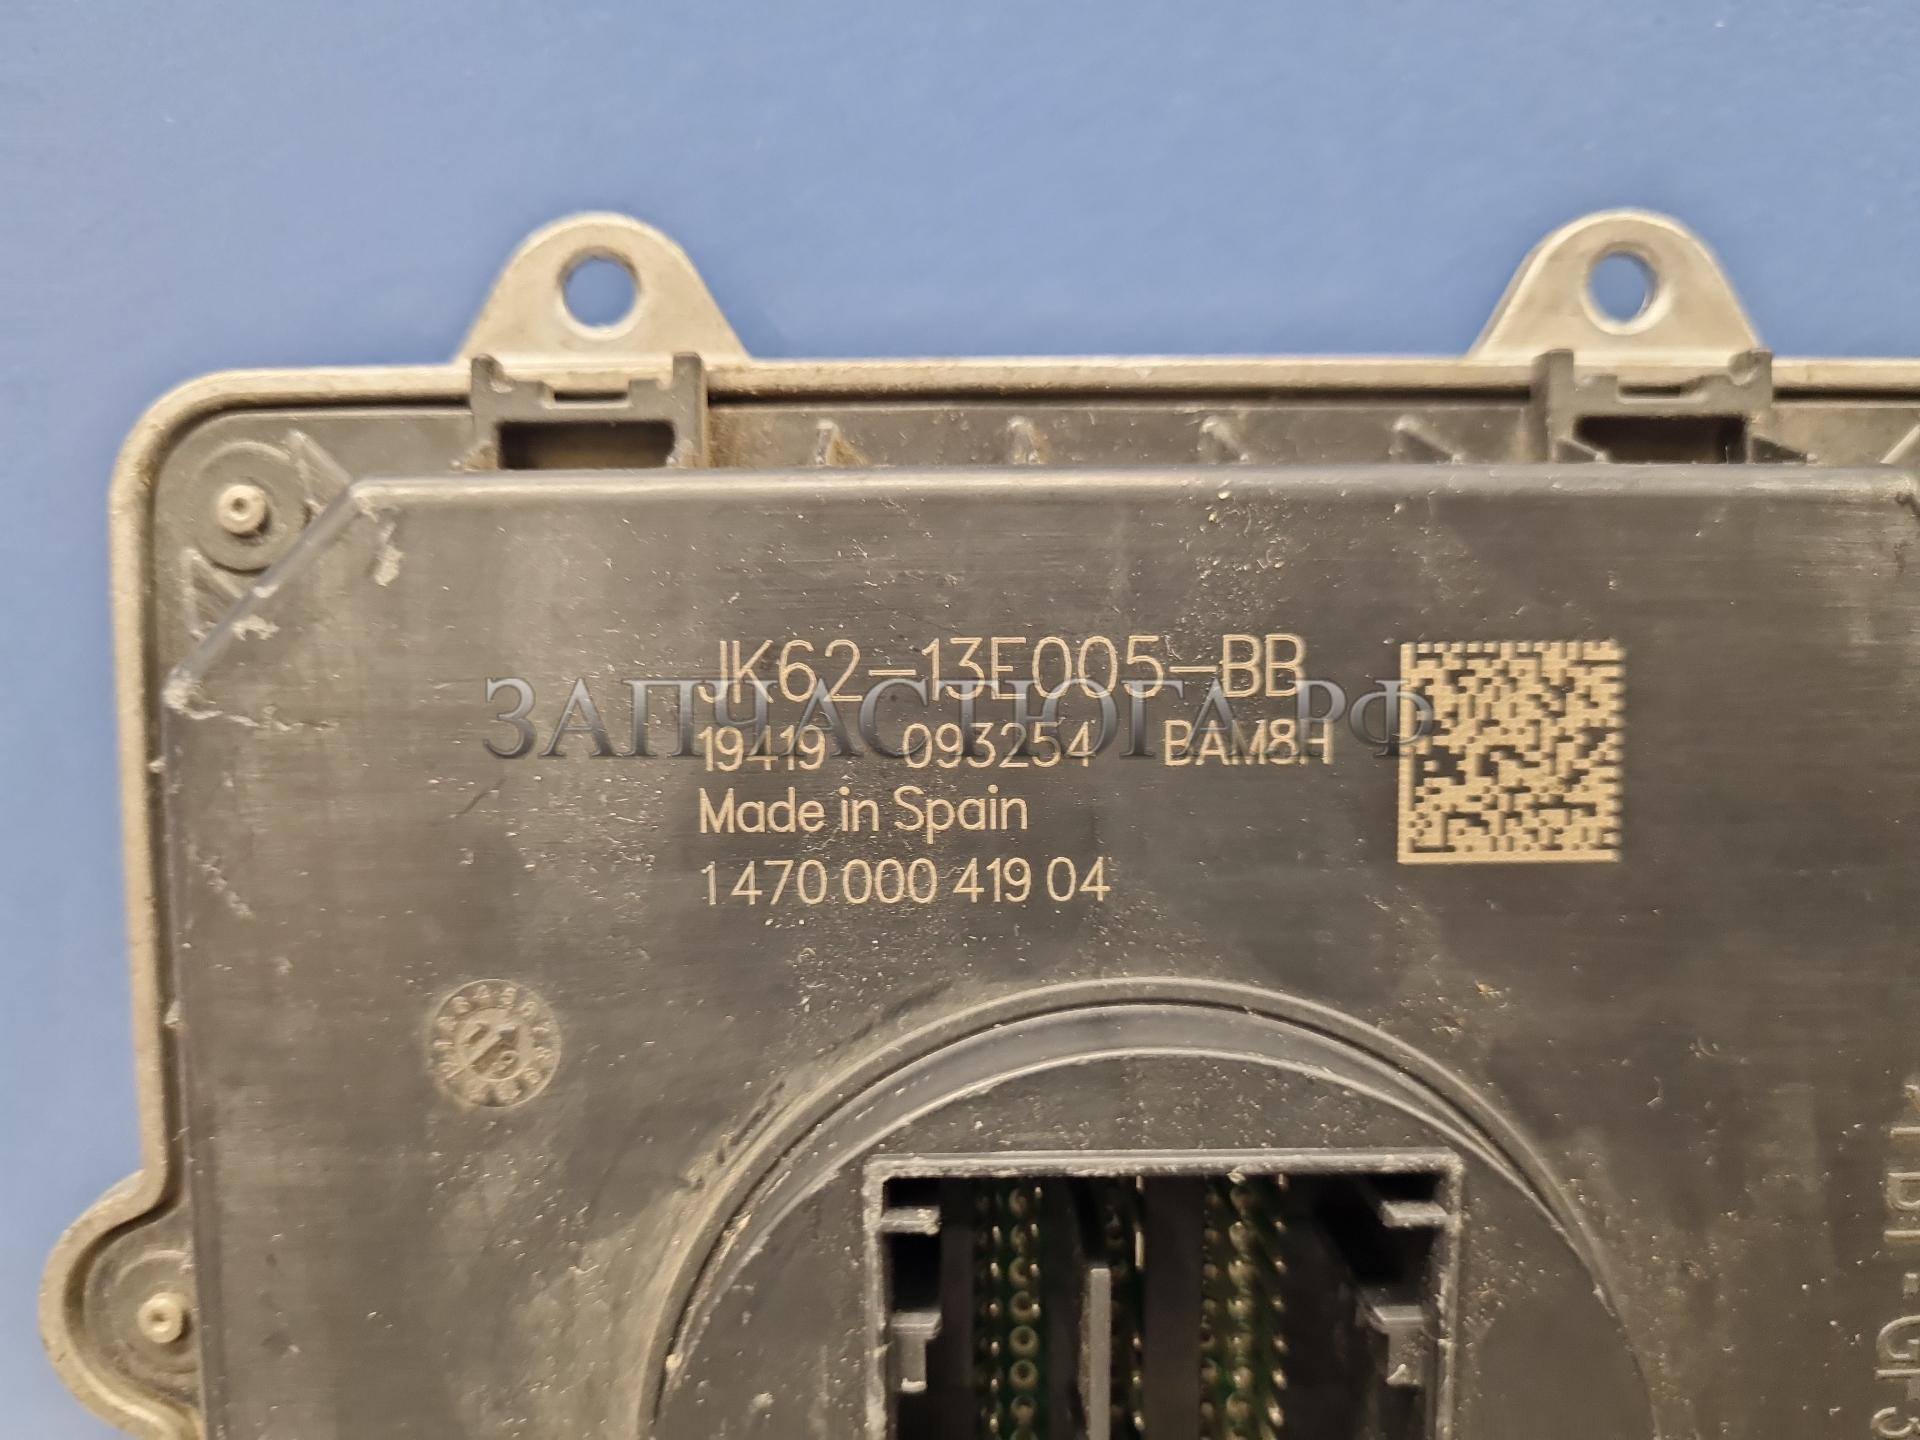 JK62-13E005-BB
ЗАПЧАСТЮГА.РФ
19419 093254 BAM8H
Made in Spain
1 470 000 419 04